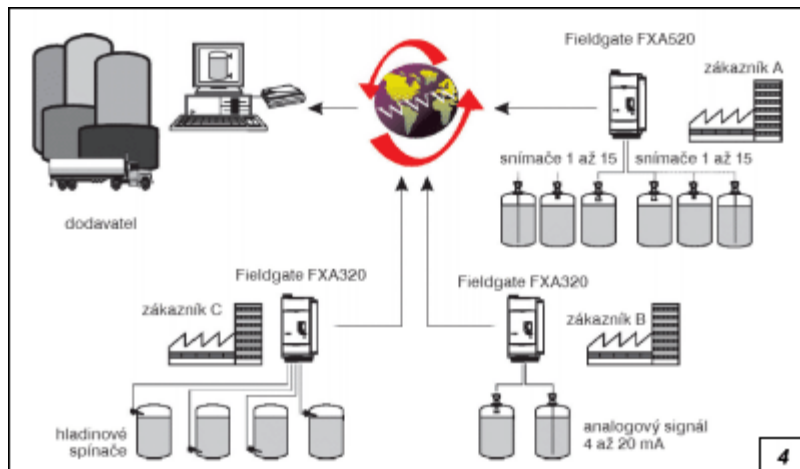 Fieldgate FXA520
zákazník A
snímače 1 až 15
snímače 1 až 15
dodavatel
Fieldgate FXA320
zákazník C
Fieldgate FXA320
zákazník B
hladinové
spínače
analogový signál
4 až 20 mA
4